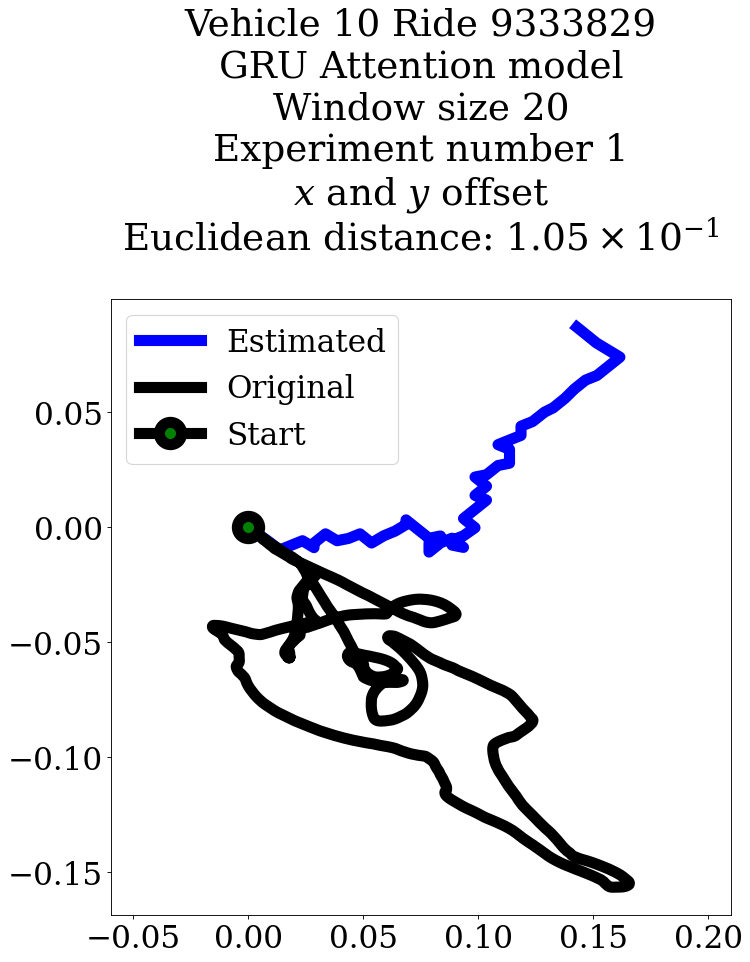 Vehicle 10 Ride 9333829
GRU Attention model
Window size 20
Experiment number 1
x and y offset
Euclidean distance: 1.05 × 10⁻¹
Estimated
Original
Start
0.05
0.00
−0.05
−0.10
−0.15
−0.05 0.00 0.05 0.10 0.15 0.20